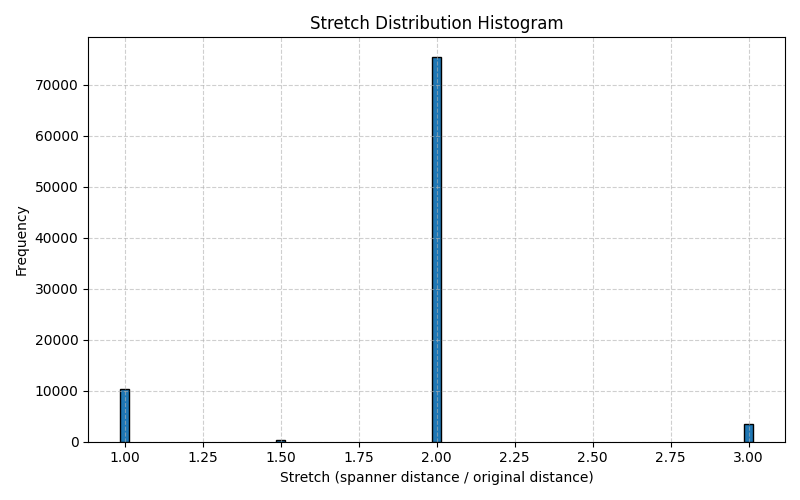 Stretch Distribution Histogram
Frequency
70000
60000
50000
40000
30000
20000
10000
0
1.00 1.25 1.50 1.75 2.00 2.25 2.50 2.75 3.00
Stretch (spanner distance / original distance)